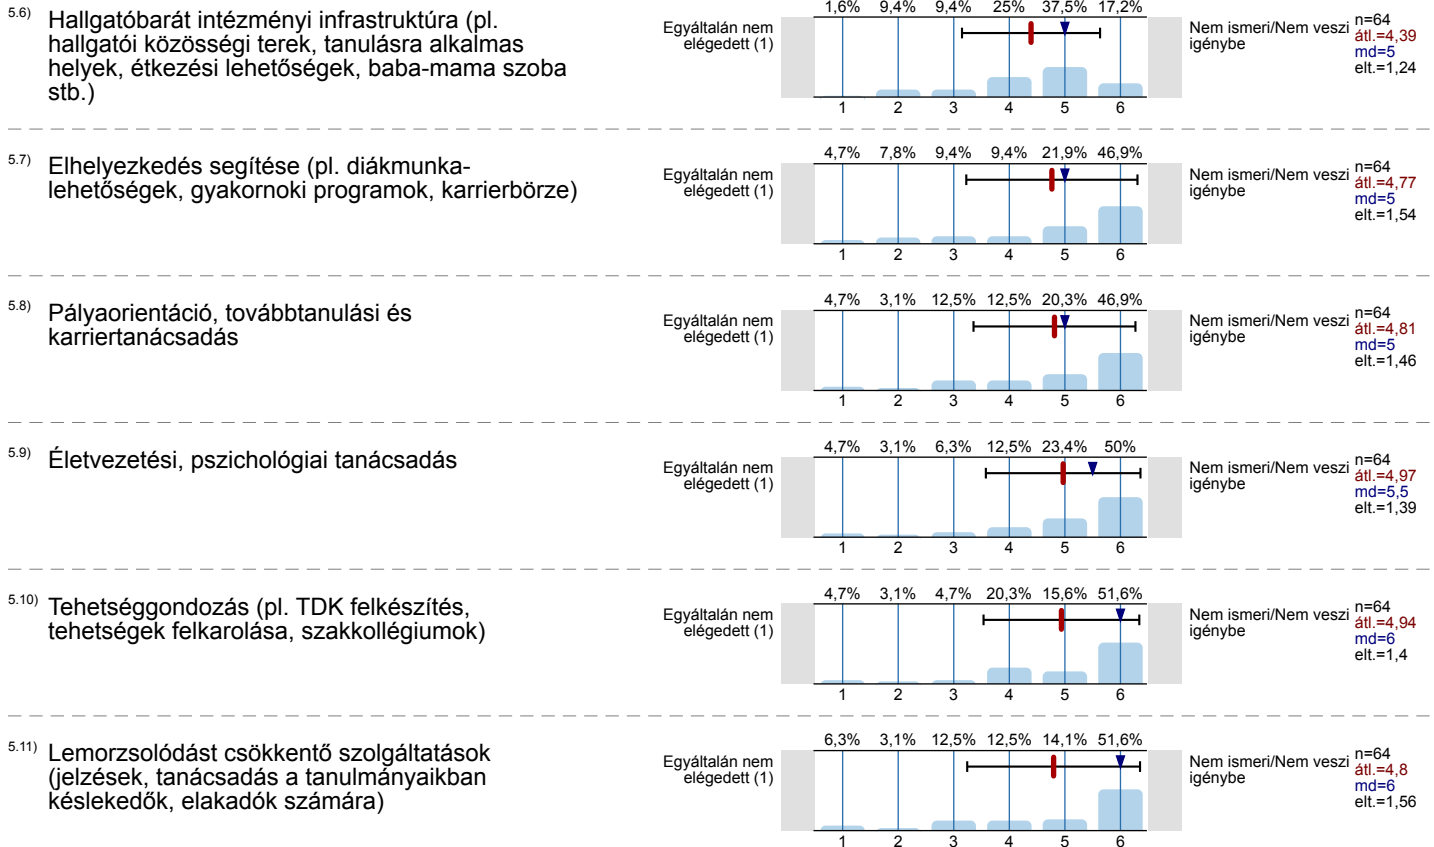 5.6) Hallgatóbarát intézményi infrastruktúra (pl.
hallgatói közösségi terek, tanulásra alkalmas
helyek, étkezési lehetőségek, baba-mama szoba
stb.)
Egyáltalán nem
elégedett (1)
1,6% 9,4% 9,4% 25% 37,5% 17,2%
1 2 3 4 5 6
Nem ismeri/Nem veszi
igénybe
n=64
átl.=4,39
md=5
elt.=1,24
5.7) Elhelyezkedés segítése (pl. diákmunka-
lehetőségek, gyakornoki programok, karrierbörze)
Egyáltalán nem
elégedett (1)
4,7% 7,8% 9,4% 9,4% 21,9% 46,9%
1 2 3 4 5 6
Nem ismeri/Nem veszi
igénybe
n=64
átl.=4,77
md=5
elt.=1,54
5.8) Pályaorientáció, továbbtanulási és
karriertanácsadás
Egyáltalán nem
elégedett (1)
4,7% 3,1% 12,5% 12,5% 20,3% 46,9%
1 2 3 4 5 6
Nem ismeri/Nem veszi
igénybe
n=64
átl.=4,81
md=5
elt.=1,46
5.9) Életvezetési, pszichológiai tanácsadás
Egyáltalán nem
elégedett (1)
4,7% 3,1% 6,3% 12,5% 23,4% 50%
1 2 3 4 5 6
Nem ismeri/Nem veszi
igénybe
n=64
átl.=4,97
md=5,5
elt.=1,39
5.10) Tehetséggondozás (pl. TDK felkészítés,
tehetségek felkarolása, szakkollégiumok)
Egyáltalán nem
elégedett (1)
4,7% 3,1% 4,7% 20,3% 15,6% 51,6%
1 2 3 4 5 6
Nem ismeri/Nem veszi
igénybe
n=64
átl.=4,94
md=6
elt.=1,4
5.11) Lemorzsolódást csökkentő szolgáltatások
(jelzések, tanácsadás a tanulmányaikban
késlekedők, elakadók számára)
Egyáltalán nem
elégedett (1)
6,3% 3,1% 12,5% 12,5% 14,1% 51,6%
1 2 3 4 5 6
Nem ismeri/Nem veszi
igénybe
n=64
átl.=4,8
md=6
elt.=1,56